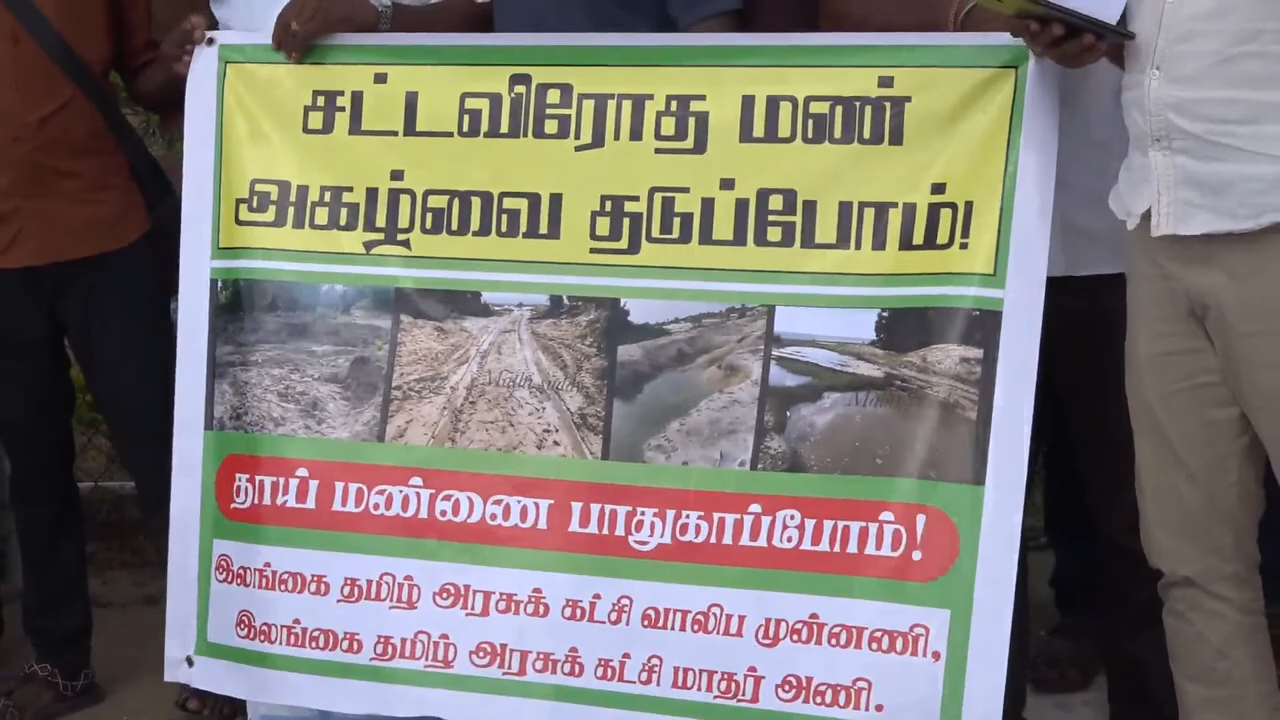 சட்டவிரோத மண்
அகழ்வை தடுப்போம்!
தாய் மண்ணை பாதுகாப்போம்!
இலங்கை தமிழ் அரசுக் கட்சி வாலிப முன்னணி,
இலங்கை தமிழ் அரசுக் கட்சி மாதர் அணி.